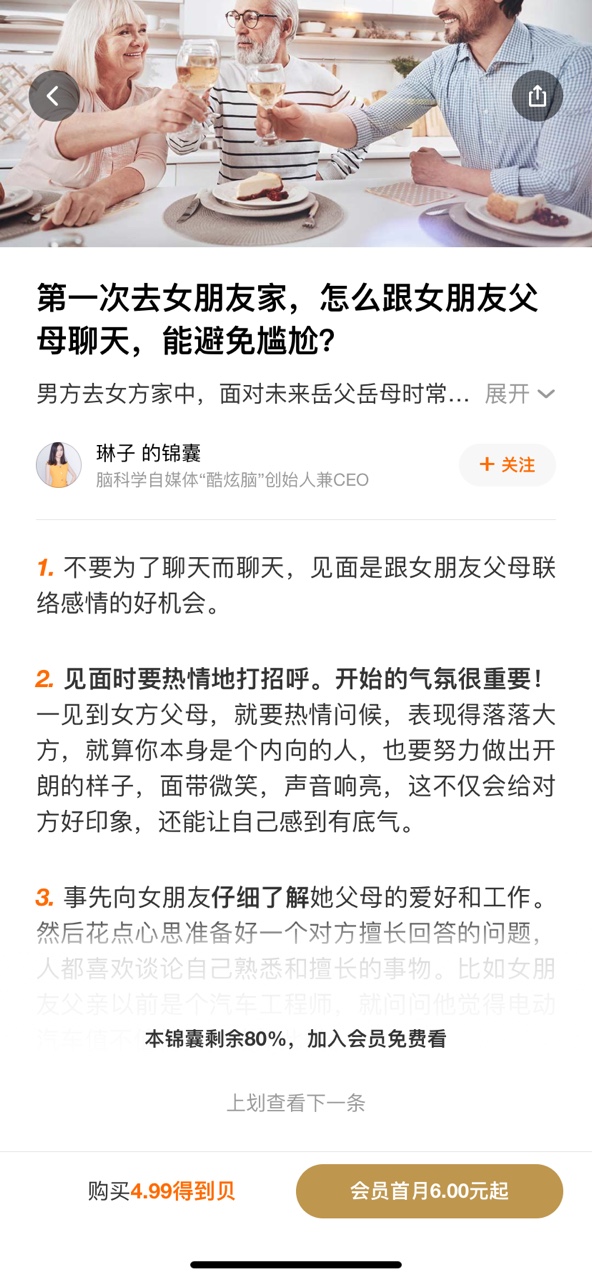 第一次去女朋友家，怎么跟女朋友父
母聊天，能避免尴尬？
男方去女方家中，面对未来岳父岳母时常... 展开
琳子 的锦囊
脑科学自媒体“酷炫脑”创始人兼CEO
+ 关注
1. 不要为了聊天而聊天，见面是跟女朋友父母联
络感情的好机会。
2. 见面时要热情地打招呼。开始的气氛很重要！
一见到女方父母，就要热情问候，表现得落落大
方，就算你本身是个内向的人，也要努力做出开
朗的样子，面带微笑，声音响亮，这不仅会给对
方好印象，还能让自己感到有底气。
3. 事先向女朋友仔细了解她父母的爱好和工作。
然后花点心思准备好一个对方擅长回答的问题，
人都喜欢谈论自己熟悉和擅长的事物。比如女朋
友父亲以前是个汽车工程师，就问问他觉得电动
本锦囊剩余80%，加入会员免费看
上划查看下一条
购买4.99得到贝
会员首月6.00元起